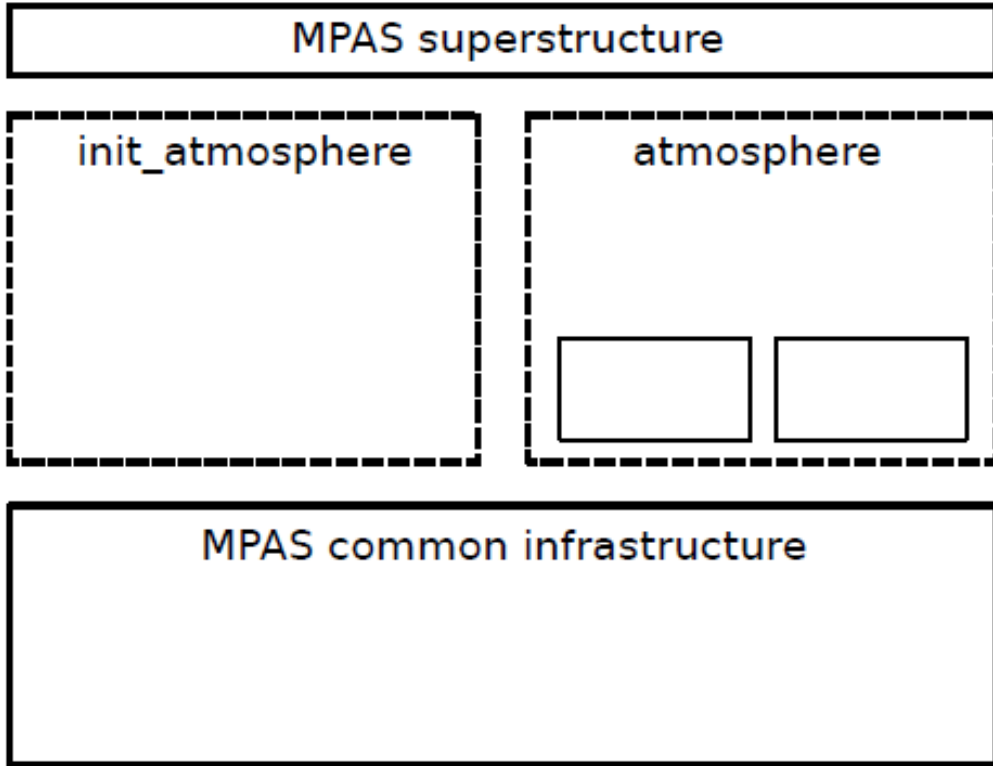 MPAS superstructure
init_atmosphere
atmosphere
MPAS common infrastructure